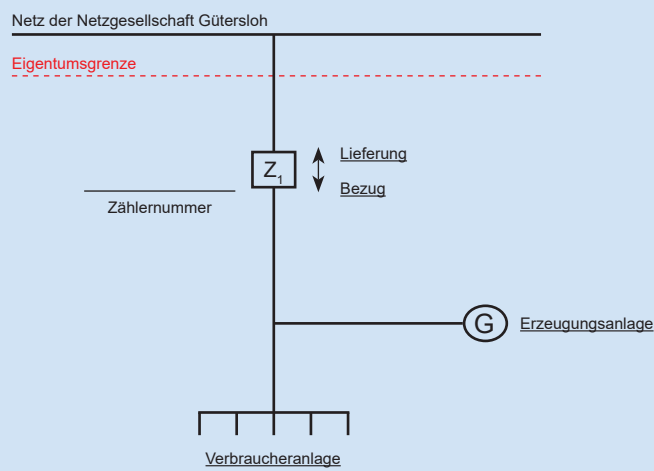 Netz der Netzgesellschaft Gütersloh
Eigentumsgrenze
Z1
Lieferung
Bezug
Zählernummer
G
Erzeugungsanlage
Verbraucheranlage